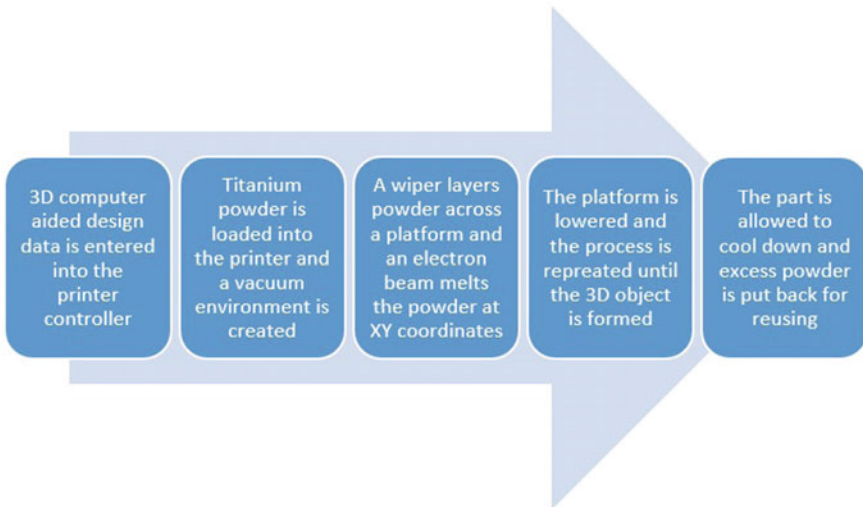 3D computer
aided design
data is entered
into the
printer
controller
Titanium
powder is
loaded into
the printer and
a vacuum
environment is
created
A wiper layers
powder across
a platform and
an electron
beam melts
the powder at
XY coordinates
The platform is
lowered and
the process is
repreated until
the 3D object
is formed
The part is
allowed to
cool down and
excess powder
is put back for
reusing